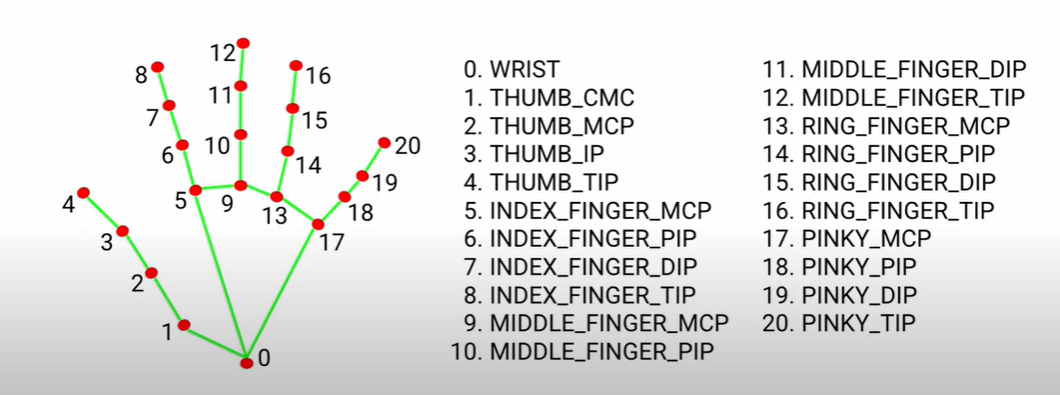 12
8
16
11
7
15
10
20
6
14
19
5
9
13
18
4
17
3
2
1
0
0. WRIST
1. THUMB_CMC
2. THUMB_MCP
3. THUMB_IP
4. THUMB_TIP
5. INDEX_FINGER_MCP
6. INDEX_FINGER_PIP
7. INDEX_FINGER_DIP
8. INDEX_FINGER_TIP
9. MIDDLE_FINGER_MCP
10. MIDDLE_FINGER_PIP
11. MIDDLE_FINGER_DIP
12. MIDDLE_FINGER_TIP
13. RING_FINGER_MCP
14. RING_FINGER_PIP
15. RING_FINGER_DIP
16. RING_FINGER_TIP
17. PINKY_MCP
18. PINKY_PIP
19. PINKY_DIP
20. PINKY_TIP